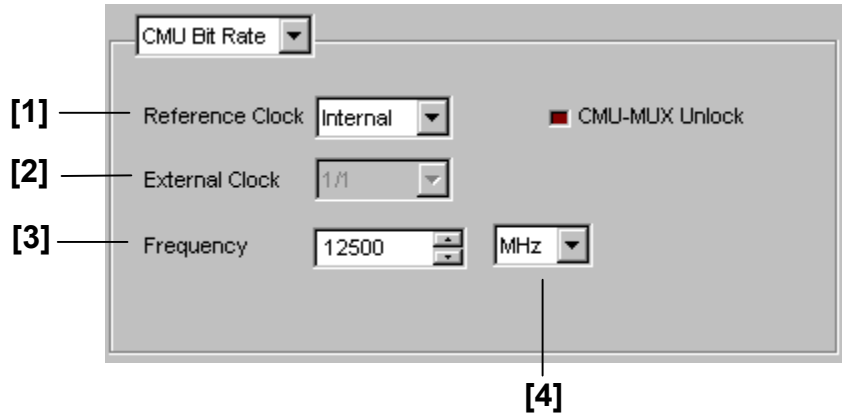 CMU Bit Rate
[1] Reference Clock Internal CMU-MUX Unlock
[2] External Clock 1/1
[3] Frequency 12500 MHz
[4]